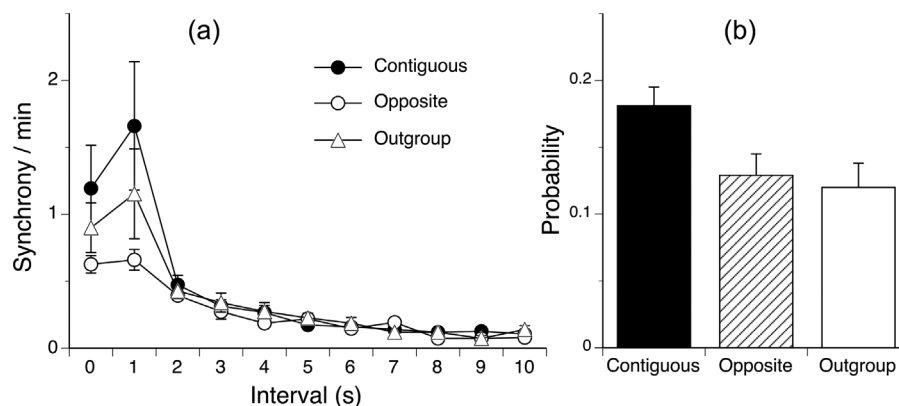 (a)
Contiguous
Opposite
Outgroup
Synchrony / min
2
1
0
0 1 2 3 4 5 6 7 8 9 10
Interval (s)
(b)
Probability
0.2
0.1
0
Contiguous Opposite Outgroup